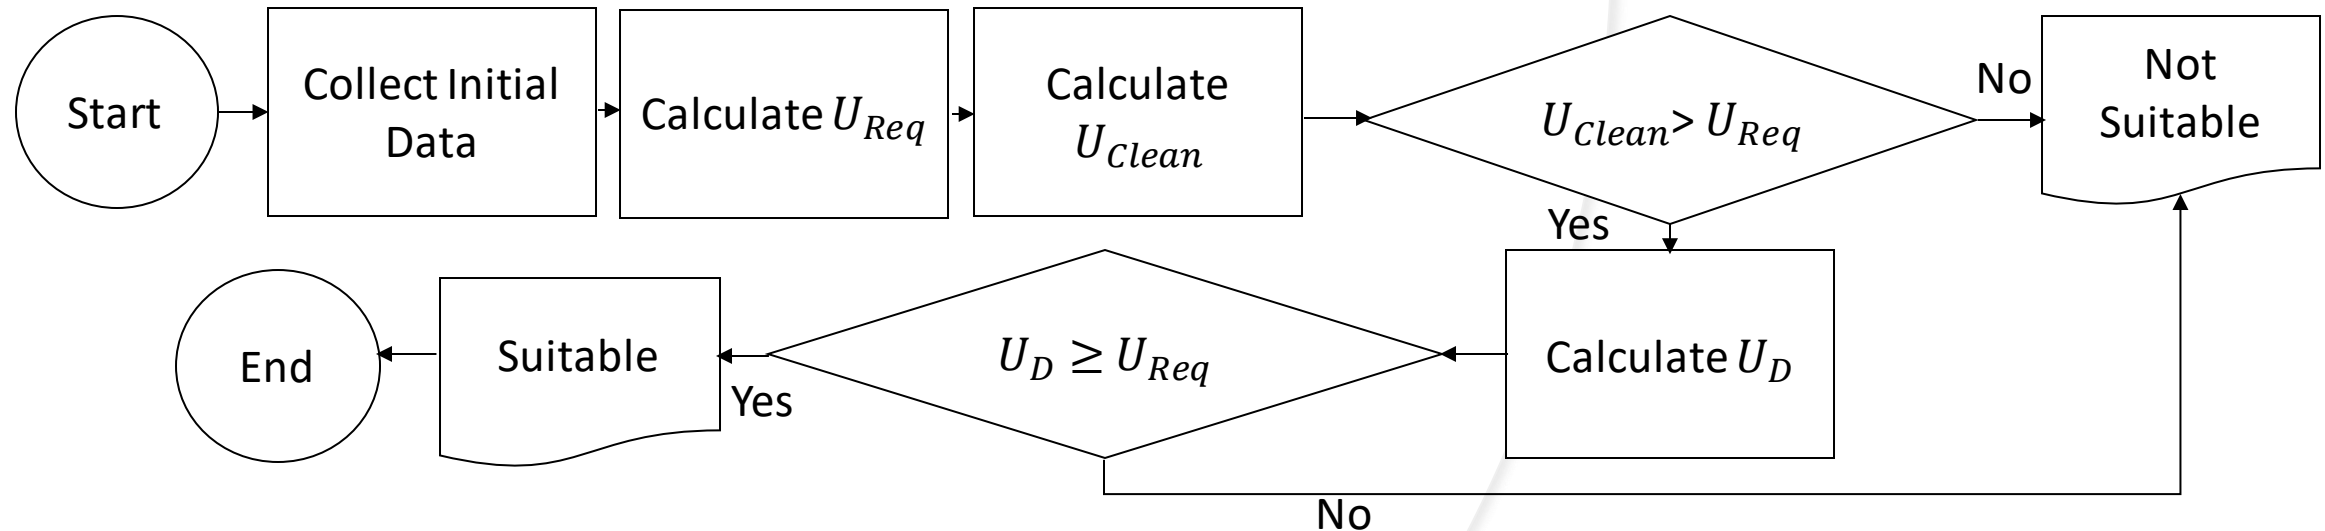 Start
Collect Initial
Data
Calculate U_Req
Calculate
U_Clean
U_Clean> U_Req
No
Not
Suitable
Yes
Calculate U_D
U_D ≥ U_Req
Yes
Suitable
End
No